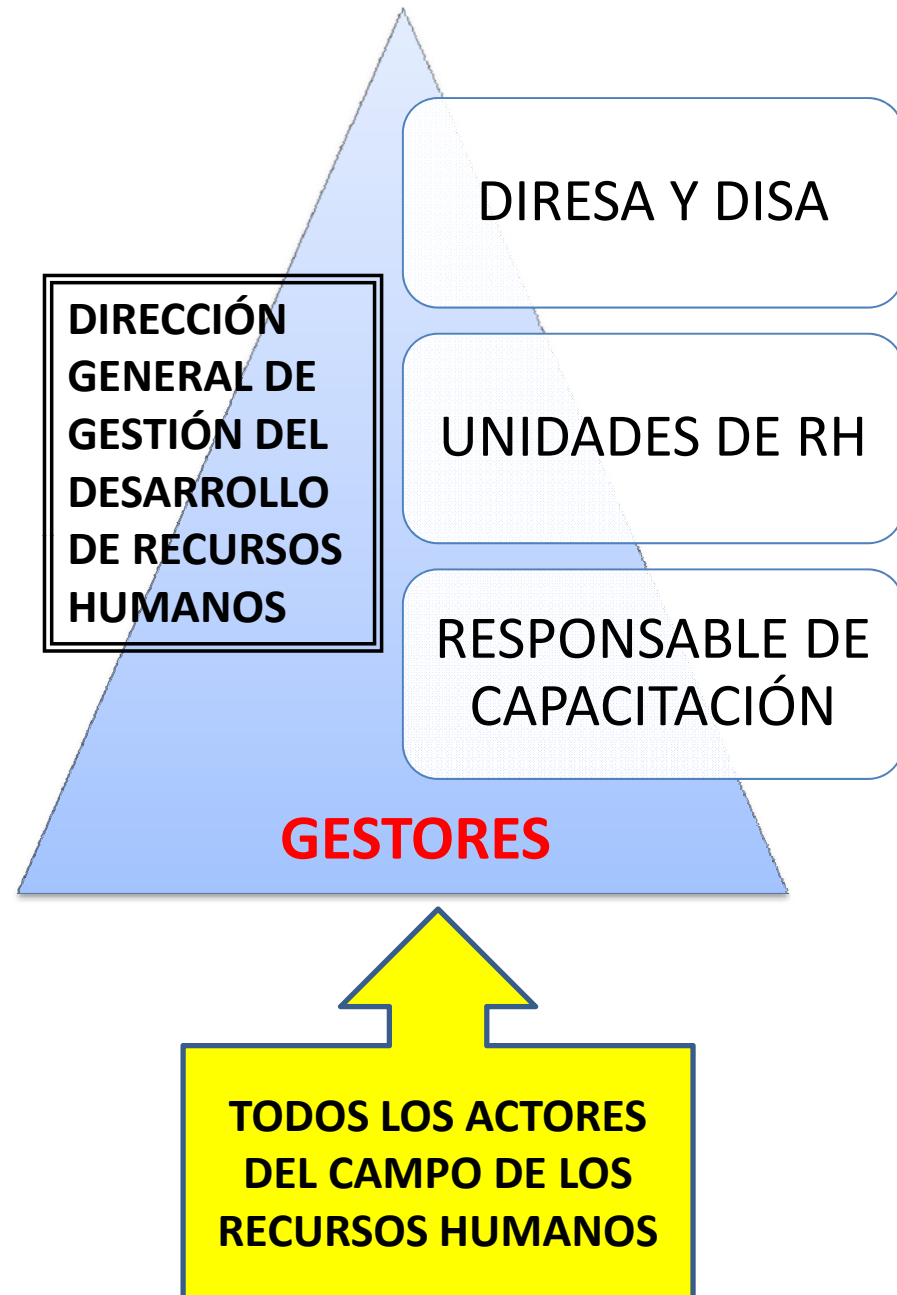 DIRESA Y DISA
DIRECCIÓN
GENERAL DE
GESTIÓN DEL
DESARROLLO
DE RECURSOS
HUMANOS
UNIDADES DE RH
RESPONSABLE DE
CAPACITACIÓN
GESTORES
TODOS LOS ACTORES
DEL CAMPO DE LOS
RECURSOS HUMANOS